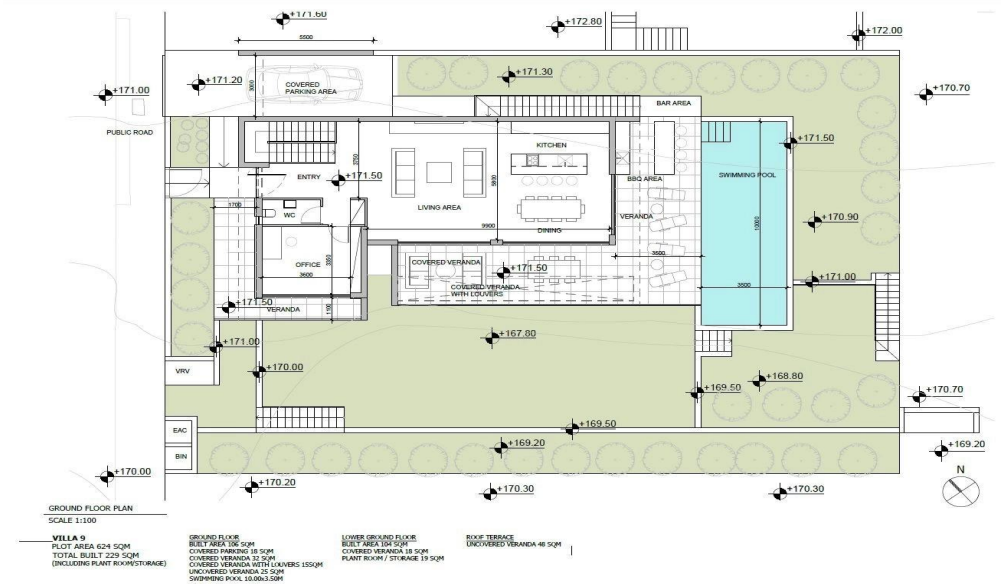 +171.60
+172.80
+172.00
5500
+171.20
COVERED
PARKING AREA
3000
+171.30
+171.00
+170.70
BAR AREA
PUBLIC ROAD
+171.50
KITCHEN
ENTRY
+171.50
3750
5800
BBQ AREA
SWIMMING POOL
1700
WC
LIVING AREA
9900
DINING
VERANDA
10000
+170.90
OFFICE
3350
3600
COVERED VERANDA
+171.50
3500
COVERED VERANDA
WITH LOUVERS
3500
+171.00
+171.50
VERANDA
1100
+167.80
+171.00
+170.00
VRV
+168.80
+169.50
+170.70
EAC
+169.50
+169.20
+169.20
BIN
+170.00
+170.20
+170.30
+170.30
N
GROUND FLOOR PLAN
SCALE 1:100
VILLA 9
PLOT AREA 624 SQM
TOTAL BUILT 229 SQM
(INCLUDING PLANT ROOM/STORAGE)
GROUND FLOOR
BUILT AREA 106 SQM
COVERED PARKING 18 SQM
COVERED VERANDA 32 SQM
COVERED VERANDA WITH LOUVERS 15SQM
UNCOVERED VERANDA 25 SQM
SWIMMING POOL 10.00x3.50M
LOWER GROUND FLOOR
BUILT AREA 104 SQM
COVERED VERANDA 18 SQM
PLANT ROOM / STORAGE 19 SQM
ROOF TERRACE
UNCOVERED VERANDA 48 SQM